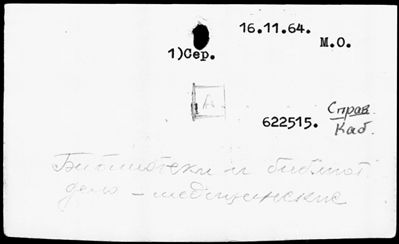 16.11.64.
М.О.
1)Сер.
А
Справ.
622515.
Каб.
Библиотеки и библиот.
дело – медицинские